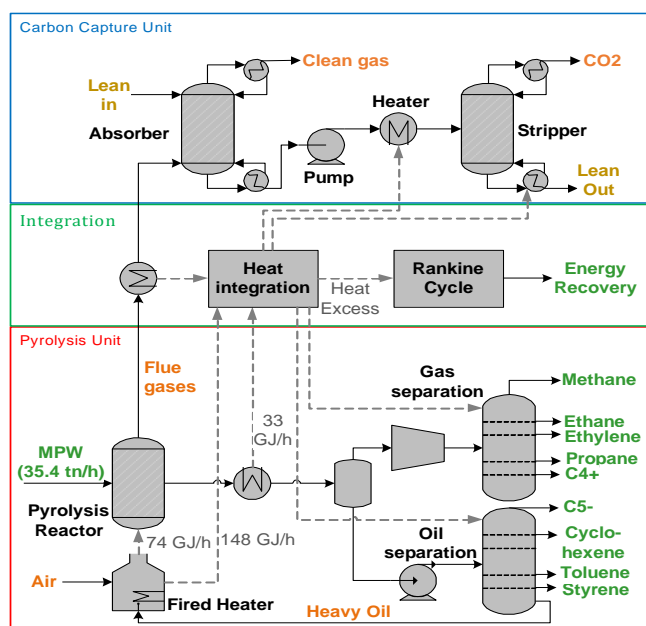 Carbon Capture Unit
Clean gas
CO2
Lean
in
Heater
Absorber
Stripper
Pump
Lean
Out
Integration
Heat
integration
Rankine
Cycle
Energy
Recovery
Heat
Excess
Pyrolysis Unit
Flue
gases
Gas
separation
Methane
33
GJ/h
Ethane
Ethylene
MPW
(35.4 tn/h)
Propane
C4+
Pyrolysis
Reactor
C5-
74 GJ/h
148 GJ/h
Oil
separation
Cyclo-
hexene
Air
Toluene
Styrene
Fired Heater
Heavy Oil